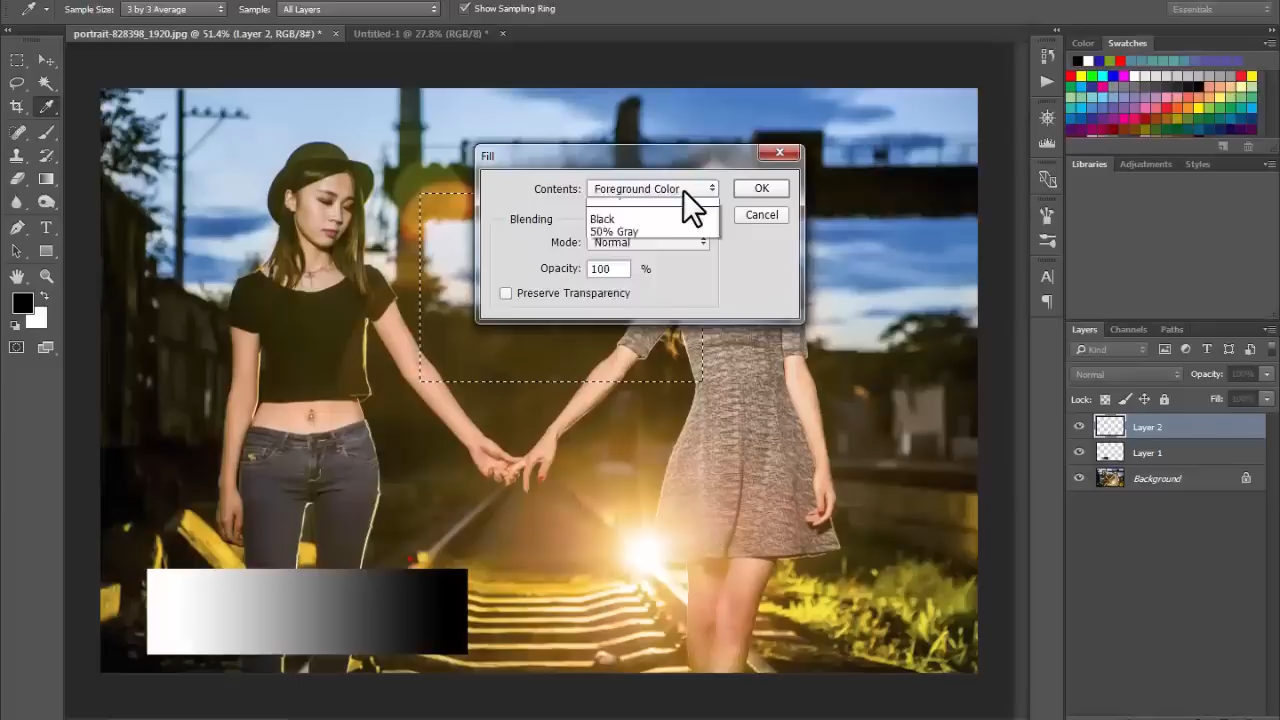 Sample Size: 3 by 3 Average Sample: All Layers Show Sampling Ring Essentials
portrait-828398_1920.jpg @ 51.4% (Layer 2, RGB/8#) * × Untitled-1 @ 27.8% (RGB/8) * ×
Color Swatches
Fill
Contents: Foreground Color OK
Black
50% Gray
Cancel
Blending
Mode: Normal
Opacity: 100 %
Preserve Transparency
Libraries Adjustments Styles
Layers Channels Paths
Kind
Normal Opacity: 100%
Lock: Fill: 100%
Layer 2
Layer 1
Background